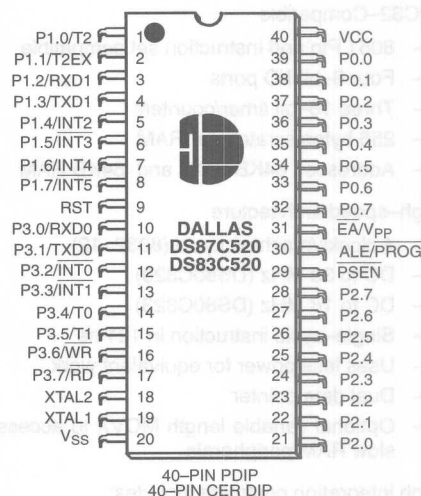 P1.0/T2 1 40 VCC
P1.1/T2EX 2 39 P0.0
P1.2/RXD1 3 38 P0.1
P1.3/TXD1 4 37 P0.2
P1.4/INT2 5 36 P0.3
P1.5/INT3 6 35 P0.4
P1.6/INT4 7 34 P0.5
P1.7/INT5 8 33 P0.6
RST 9 32 P0.7
P3.0/RXD0 10 DALLAS 31 EA/VPP
P3.1/TXD0 11 DS87C520 30 ALE/PROG
P3.2/INT0 12 DS83C520 29 PSEN
P3.3/INT1 13 28 P2.7
P3.4/T0 14 27 P2.6
P3.5/T1 15 26 P2.5
P3.6/WR 16 25 P2.4
P3.7/RD 17 24 P2.3
XTAL2 18 23 P2.2
XTAL1 19 22 P2.1
VSS 20 21 P2.0
40–PIN PDIP
40–PIN CER DIP